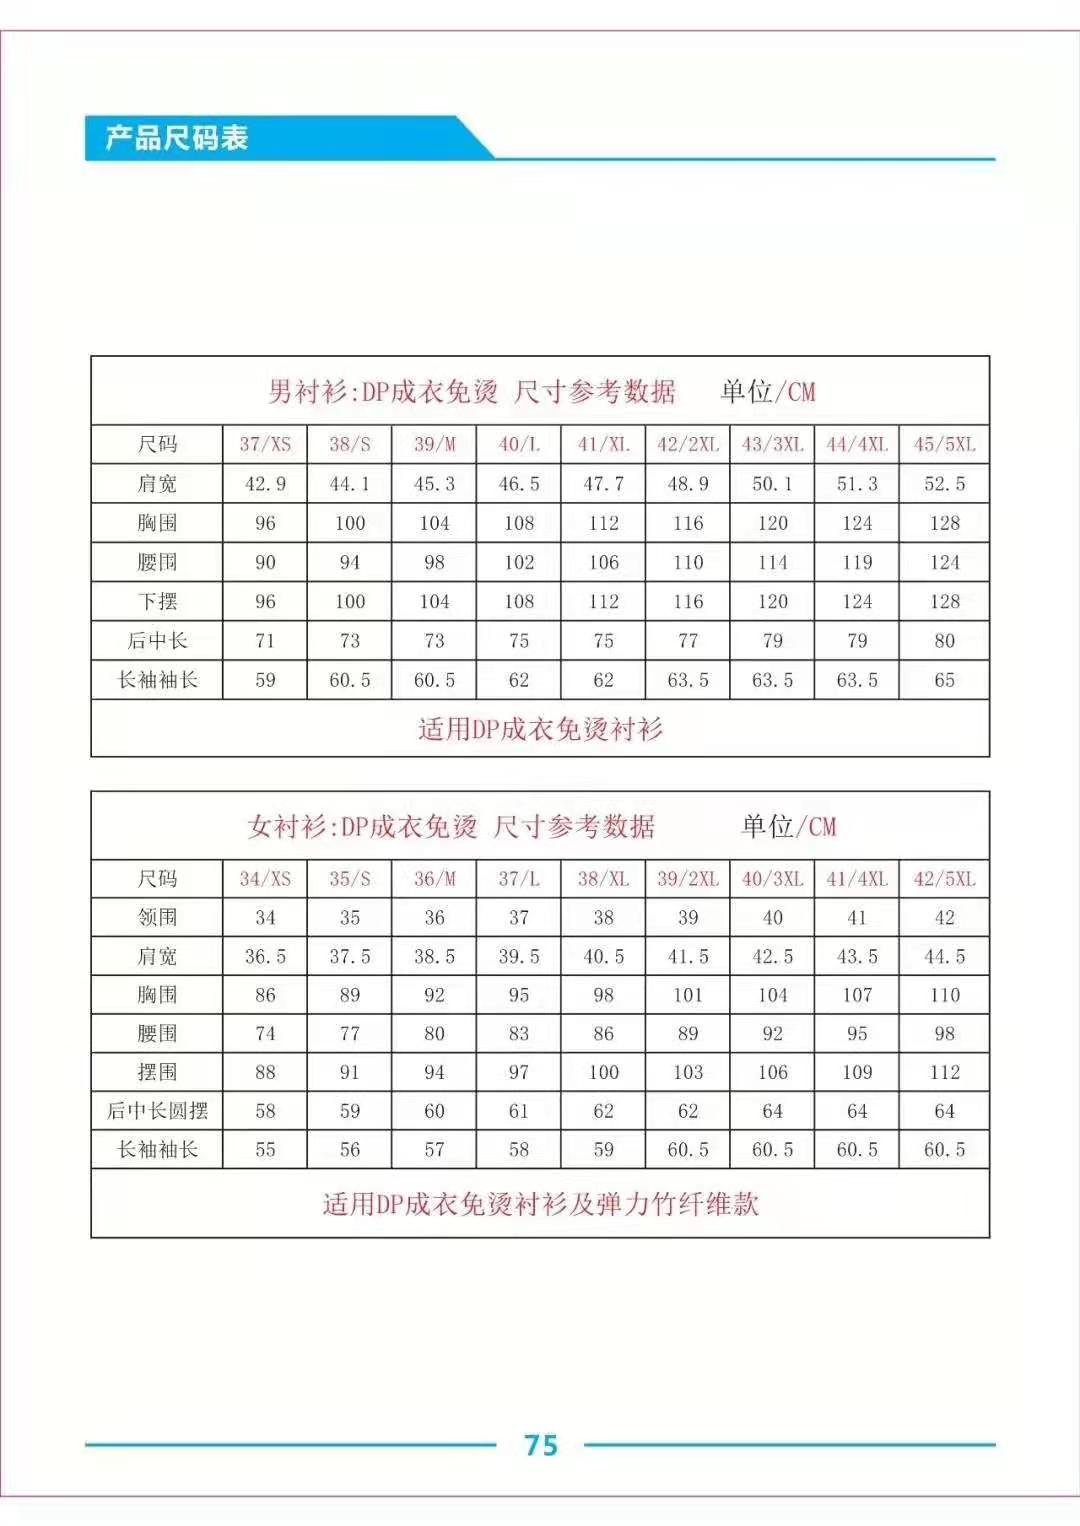 产品尺码表
男衬衫:DP成衣免烫 尺寸参考数据 单位/CM
尺码 37/XS 38/S 39/M 40/L 41/XL 42/2XL 43/3XL 44/4XL 45/5XL
肩宽 42.9 44.1 45.3 46.5 47.7 48.9 50.1 51.3 52.5
胸围 96 100 104 108 112 116 120 124 128
腰围 90 94 98 102 106 110 114 119 124
下摆 96 100 104 108 112 116 120 124 128
后中长 71 73 73 75 75 77 79 79 80
长袖袖长 59 60.5 60.5 62 62 63.5 63.5 63.5 65
适用DP成衣免烫衬衫
女衬衫:DP成衣免烫 尺寸参考数据 单位/CM
尺码 34/XS 35/S 36/M 37/L 38/XL 39/2XL 40/3XL 41/4XL 42/5XL
领围 34 35 36 37 38 39 40 41 42
肩宽 36.5 37.5 38.5 39.5 40.5 41.5 42.5 43.5 44.5
胸围 86 89 92 95 98 101 104 107 110
腰围 74 77 80 83 86 89 92 95 98
摆围 88 91 94 97 100 103 106 109 112
后中长圆摆 58 59 60 61 62 62 64 64 64
长袖袖长 55 56 57 58 59 60.5 60.5 60.5 60.5
适用DP成衣免烫衬衫及弹力竹纤维款
75